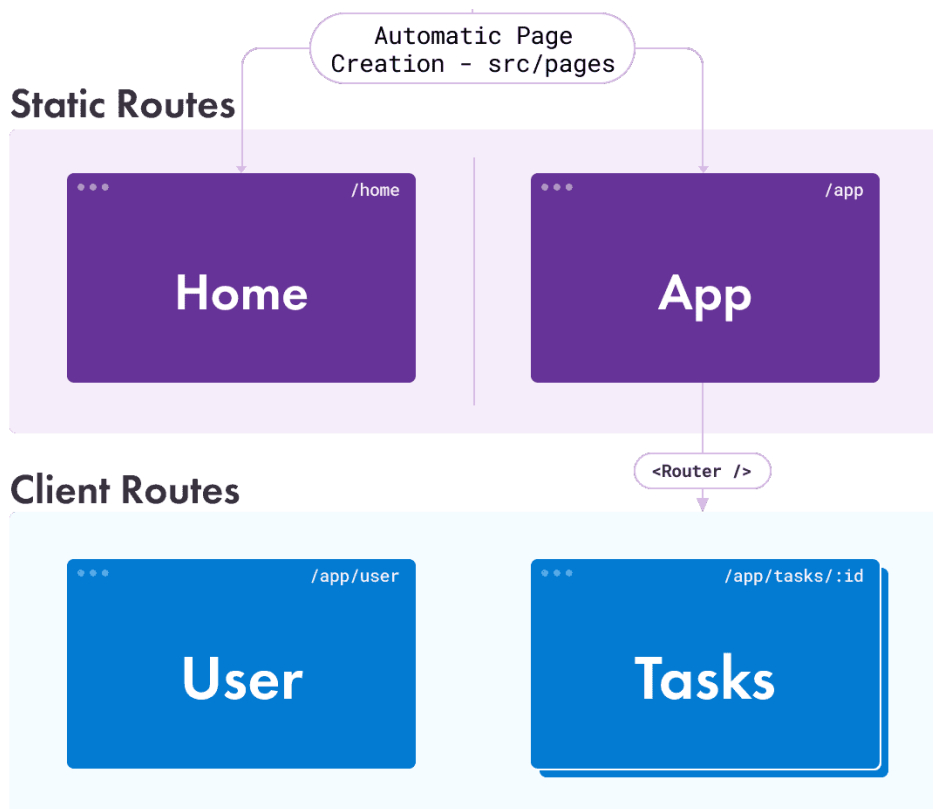 Automatic Page
Creation - src/pages
Static Routes
/home
Home
/app
App
<Router />
Client Routes
/app/user
User
/app/tasks/:id
Tasks